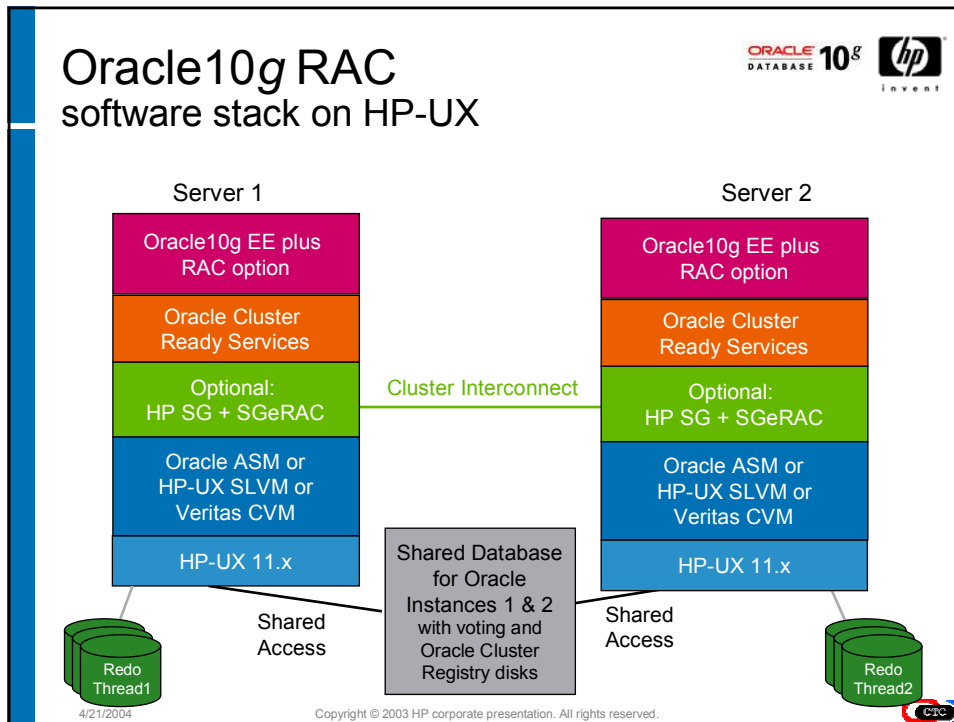 Oracle10g RAC
software stack on HP-UX
ORACLE
DATABASE 10g
hp
invent
Server 1
Server 2
Oracle10g EE plus
RAC option
Oracle Cluster
Ready Services
Optional:
HP SG + SGeRAC
Oracle ASM or
HP-UX SLVM or
Veritas CVM
HP-UX 11.x
Cluster Interconnect
Oracle10g EE plus
RAC option
Oracle Cluster
Ready Services
Optional:
HP SG + SGeRAC
Oracle ASM or
HP-UX SLVM or
Veritas CVM
HP-UX 11.x
Shared Database
for Oracle
Instances 1 & 2
with voting and
Oracle Cluster
Registry disks
Shared
Access
Shared
Access
Redo
Thread1
Redo
Thread2
4/21/2004
Copyright © 2003 HP corporate presentation. All rights reserved.
CTC